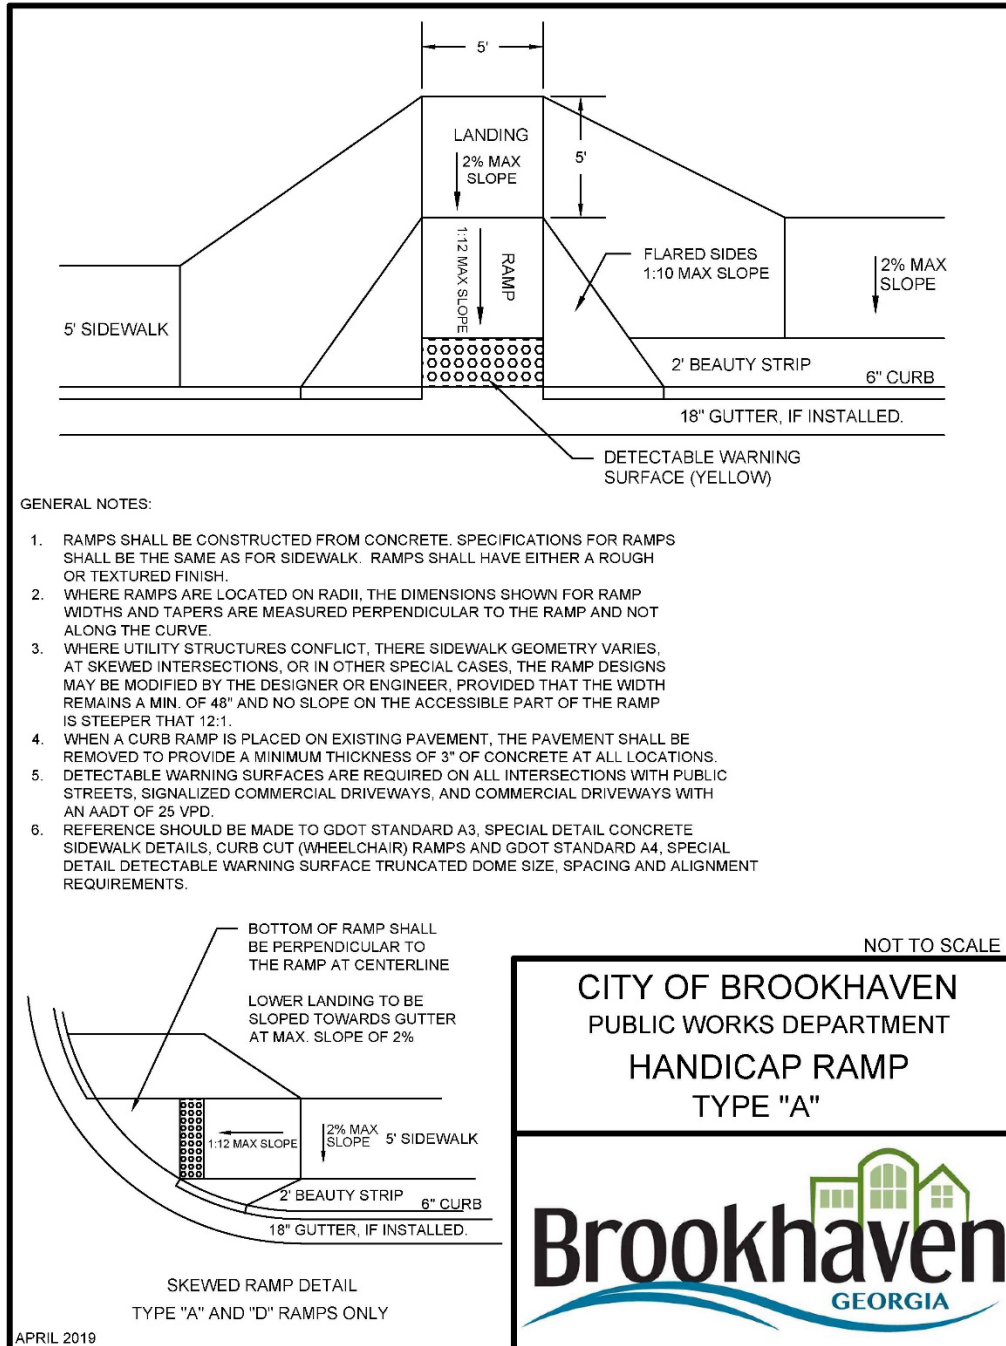 5'
LANDING
2% MAX
SLOPE
5'
1:12 MAX SLOPE
RAMP
FLARED SIDES
1:10 MAX SLOPE
2% MAX
SLOPE
5' SIDEWALK
2' BEAUTY STRIP
6" CURB
18" GUTTER, IF INSTALLED.
DETECTABLE WARNING
SURFACE (YELLOW)
GENERAL NOTES:
1. RAMPS SHALL BE CONSTRUCTED FROM CONCRETE. SPECIFICATIONS FOR RAMPS
SHALL BE THE SAME AS FOR SIDEWALK. RAMPS SHALL HAVE EITHER A ROUGH
OR TEXTURED FINISH.
2. WHERE RAMPS ARE LOCATED ON RADII, THE DIMENSIONS SHOWN FOR RAMP
WIDTHS AND TAPERS ARE MEASURED PERPENDICULAR TO THE RAMP AND NOT
ALONG THE CURVE.
3. WHERE UTILITY STRUCTURES CONFLICT, THERE SIDEWALK GEOMETRY VARIES,
AT SKEWED INTERSECTIONS, OR IN OTHER SPECIAL CASES, THE RAMP DESIGNS
MAY BE MODIFIED BY THE DESIGNER OR ENGINEER, PROVIDED THAT THE WIDTH
REMAINS A MIN. OF 48" AND NO SLOPE ON THE ACCESSIBLE PART OF THE RAMP
IS STEEPER THAT 12:1.
4. WHEN A CURB RAMP IS PLACED ON EXISTING PAVEMENT, THE PAVEMENT SHALL BE
REMOVED TO PROVIDE A MINIMUM THICKNESS OF 3" OF CONCRETE AT ALL LOCATIONS.
5. DETECTABLE WARNING SURFACES ARE REQUIRED ON ALL INTERSECTIONS WITH PUBLIC
STREETS, SIGNALIZED COMMERCIAL DRIVEWAYS, AND COMMERCIAL DRIVEWAYS WITH
AN AADT OF 25 VPD.
6. REFERENCE SHOULD BE MADE TO GDOT STANDARD A3, SPECIAL DETAIL CONCRETE
SIDEWALK DETAILS, CURB CUT (WHEELCHAIR) RAMPS AND GDOT STANDARD A4, SPECIAL
DETAIL DETECTABLE WARNING SURFACE TRUNCATED DOME SIZE, SPACING AND ALIGNMENT
REQUIREMENTS.
BOTTOM OF RAMP SHALL
BE PERPENDICULAR TO
THE RAMP AT CENTERLINE
LOWER LANDING TO BE
SLOPED TOWARDS GUTTER
AT MAX. SLOPE OF 2%
1:12 MAX SLOPE
2% MAX
SLOPE
5' SIDEWALK
2' BEAUTY STRIP
6" CURB
18" GUTTER, IF INSTALLED.
SKEWED RAMP DETAIL
TYPE "A" AND "D" RAMPS ONLY
APRIL 2019
NOT TO SCALE
CITY OF BROOKHAVEN
PUBLIC WORKS DEPARTMENT
HANDICAP RAMP
TYPE "A"
Brookhaven
GEORGIA